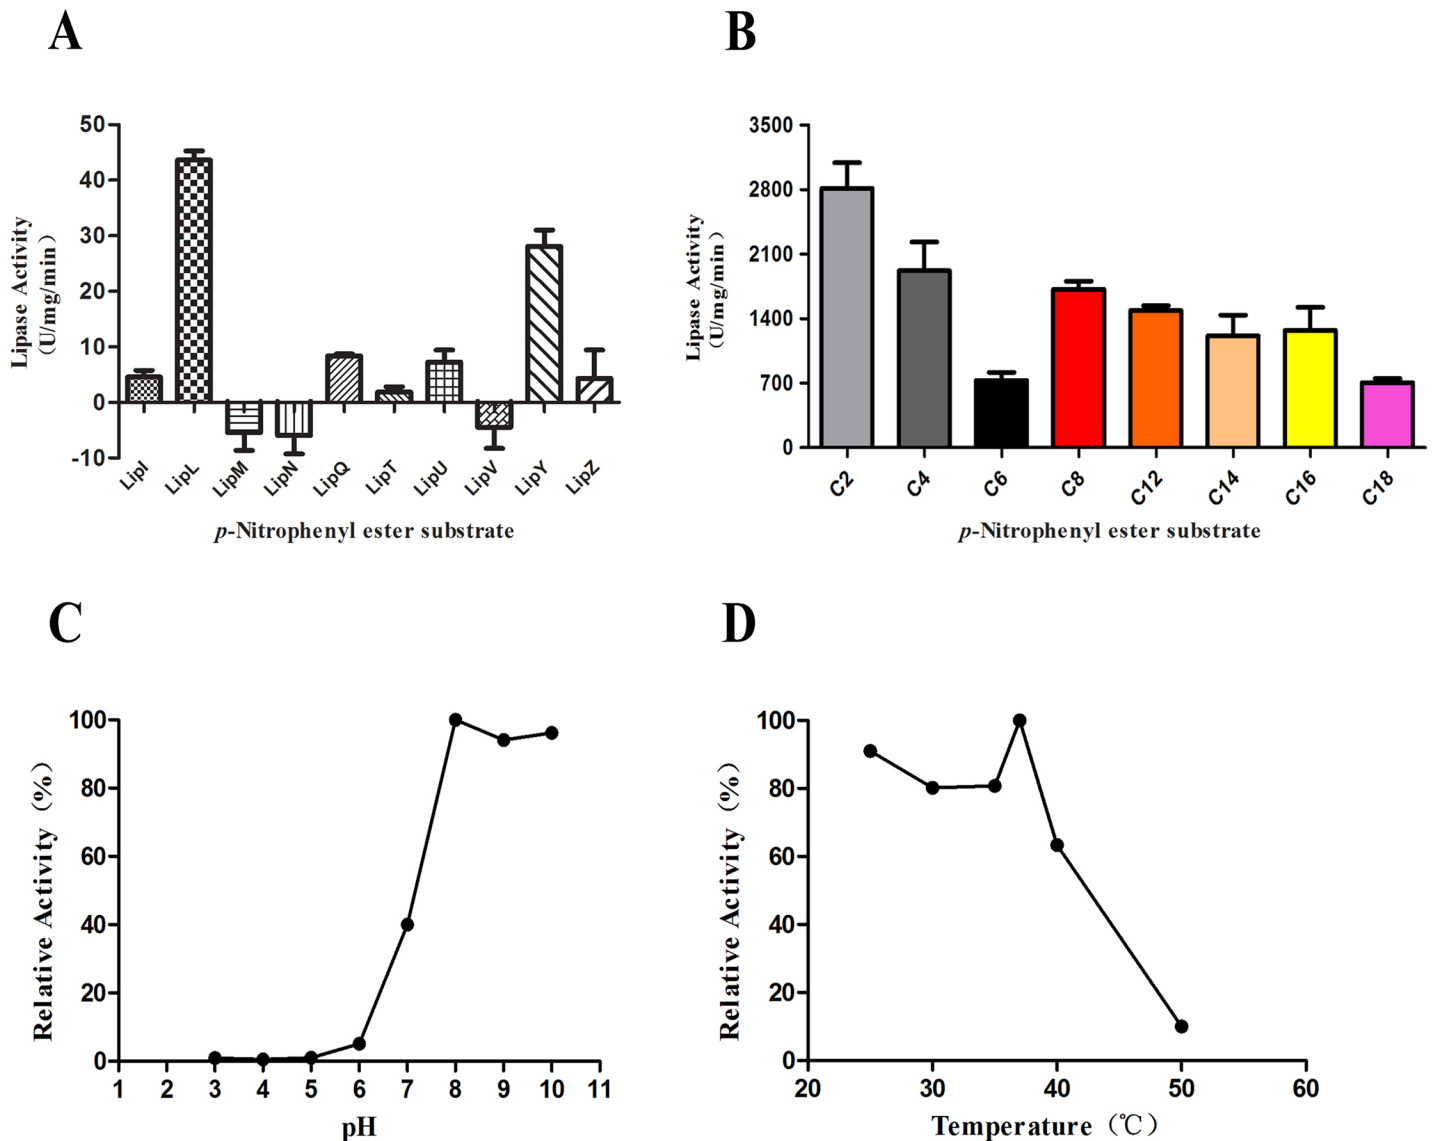 A
Lipase Activity
(U/mg/min)
50
40
30
20
10
0
-10
LipI
LipL
LipM
LipN
LipQ
LipT
LipU
LipV
LipY
LipZ
p-Nitrophenyl ester substrate
B
Lipase Activity
(U/mg/min)
3500
2800
2100
1400
700
0
C2
C4
C6
C8
C12
C14
C16
C18
p-Nitrophenyl ester substrate
C
Relative Activity (%)
100
80
60
40
20
0
1 2 3 4 5 6 7 8 9 10 11
pH
D
Relative Activity (%)
100
80
60
40
20
0
20 30 40 50 60
Temperature (℃)